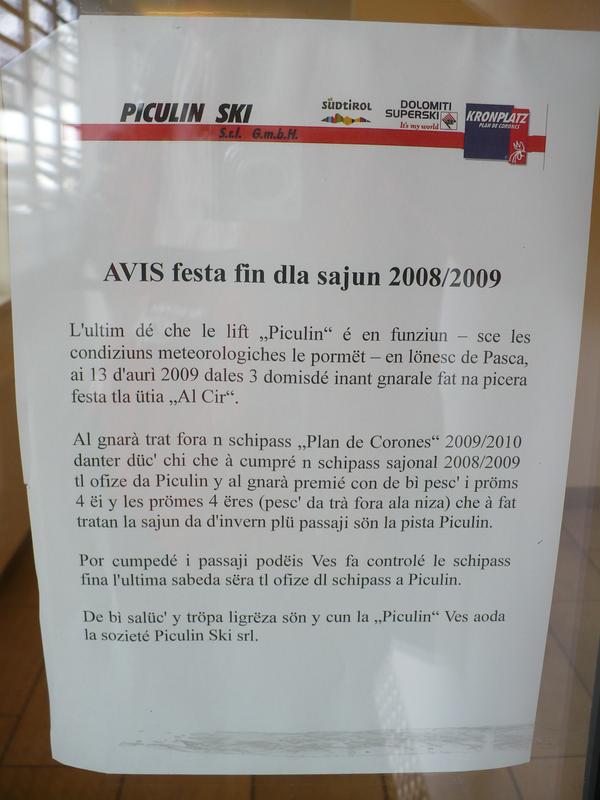 PICULIN SKI
S.r.l. G.m.b.H.
SÜDTIROL
DOLOMITI
SUPERSKI
It's my world
KRONPLATZ
PLAN DE CORONES
AVIS festa fin dla sajun 2008/2009
L'ultim dé che le lift „Piculin“ é en funziun – sce les
condiziuns meteorologiches le pormët – en lönesc de Pasca,
ai 13 d'aurì 2009 dales 3 domisdé inant gnarale fat na picera
festa tla ütia „Al Cir“.
Al gnarà trat fora n schipass „Plan de Corones“ 2009/2010
danter düc' chi che à cumpré n schipass sajonal 2008/2009
tl ofize da Piculin y al gnarà premié con de bì pesc' i pröms
4 ëi y les prömes 4 ëres (pesc' da trà fora ala niza) che à fat
tratan la sajun da d'invern plü passaji sön la pista Piculin.
Por cumpedé i passaji podëis Ves fa controlé le schipass
fina l'ultima sabeda sëra tl ofize dl schipass a Piculin.
De bì salüc' y tröpa ligrëza sön y cun la „Piculin“ Ves aoda
la sozieté Piculin Ski srl.